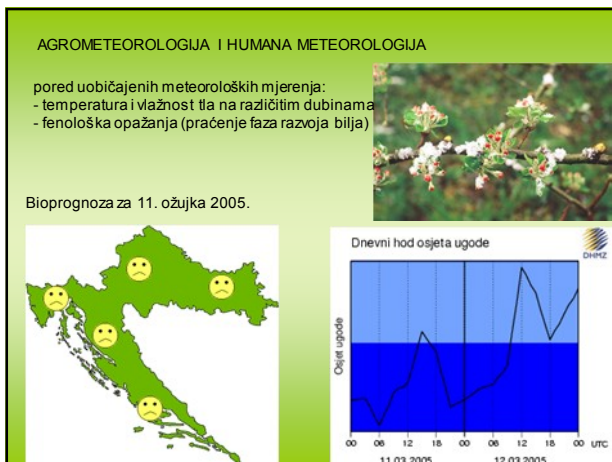 AGROMETEOROLOGIJA I HUMANA METEOROLOGIJA
pored uobičajenih meteoroloških mjerenja:
- temperatura i vlažnost tla na različitim dubinama
- fenološka opažanja (praćenje faza razvoja bilja)
Bioprognoza za 11. ožujka 2005.
Dnevni hod osjeta ugode
DHMZ
Osjet ugode
00 06 12 18 00 06 12 18 00 UTC
11.03.2005 12.03.2005